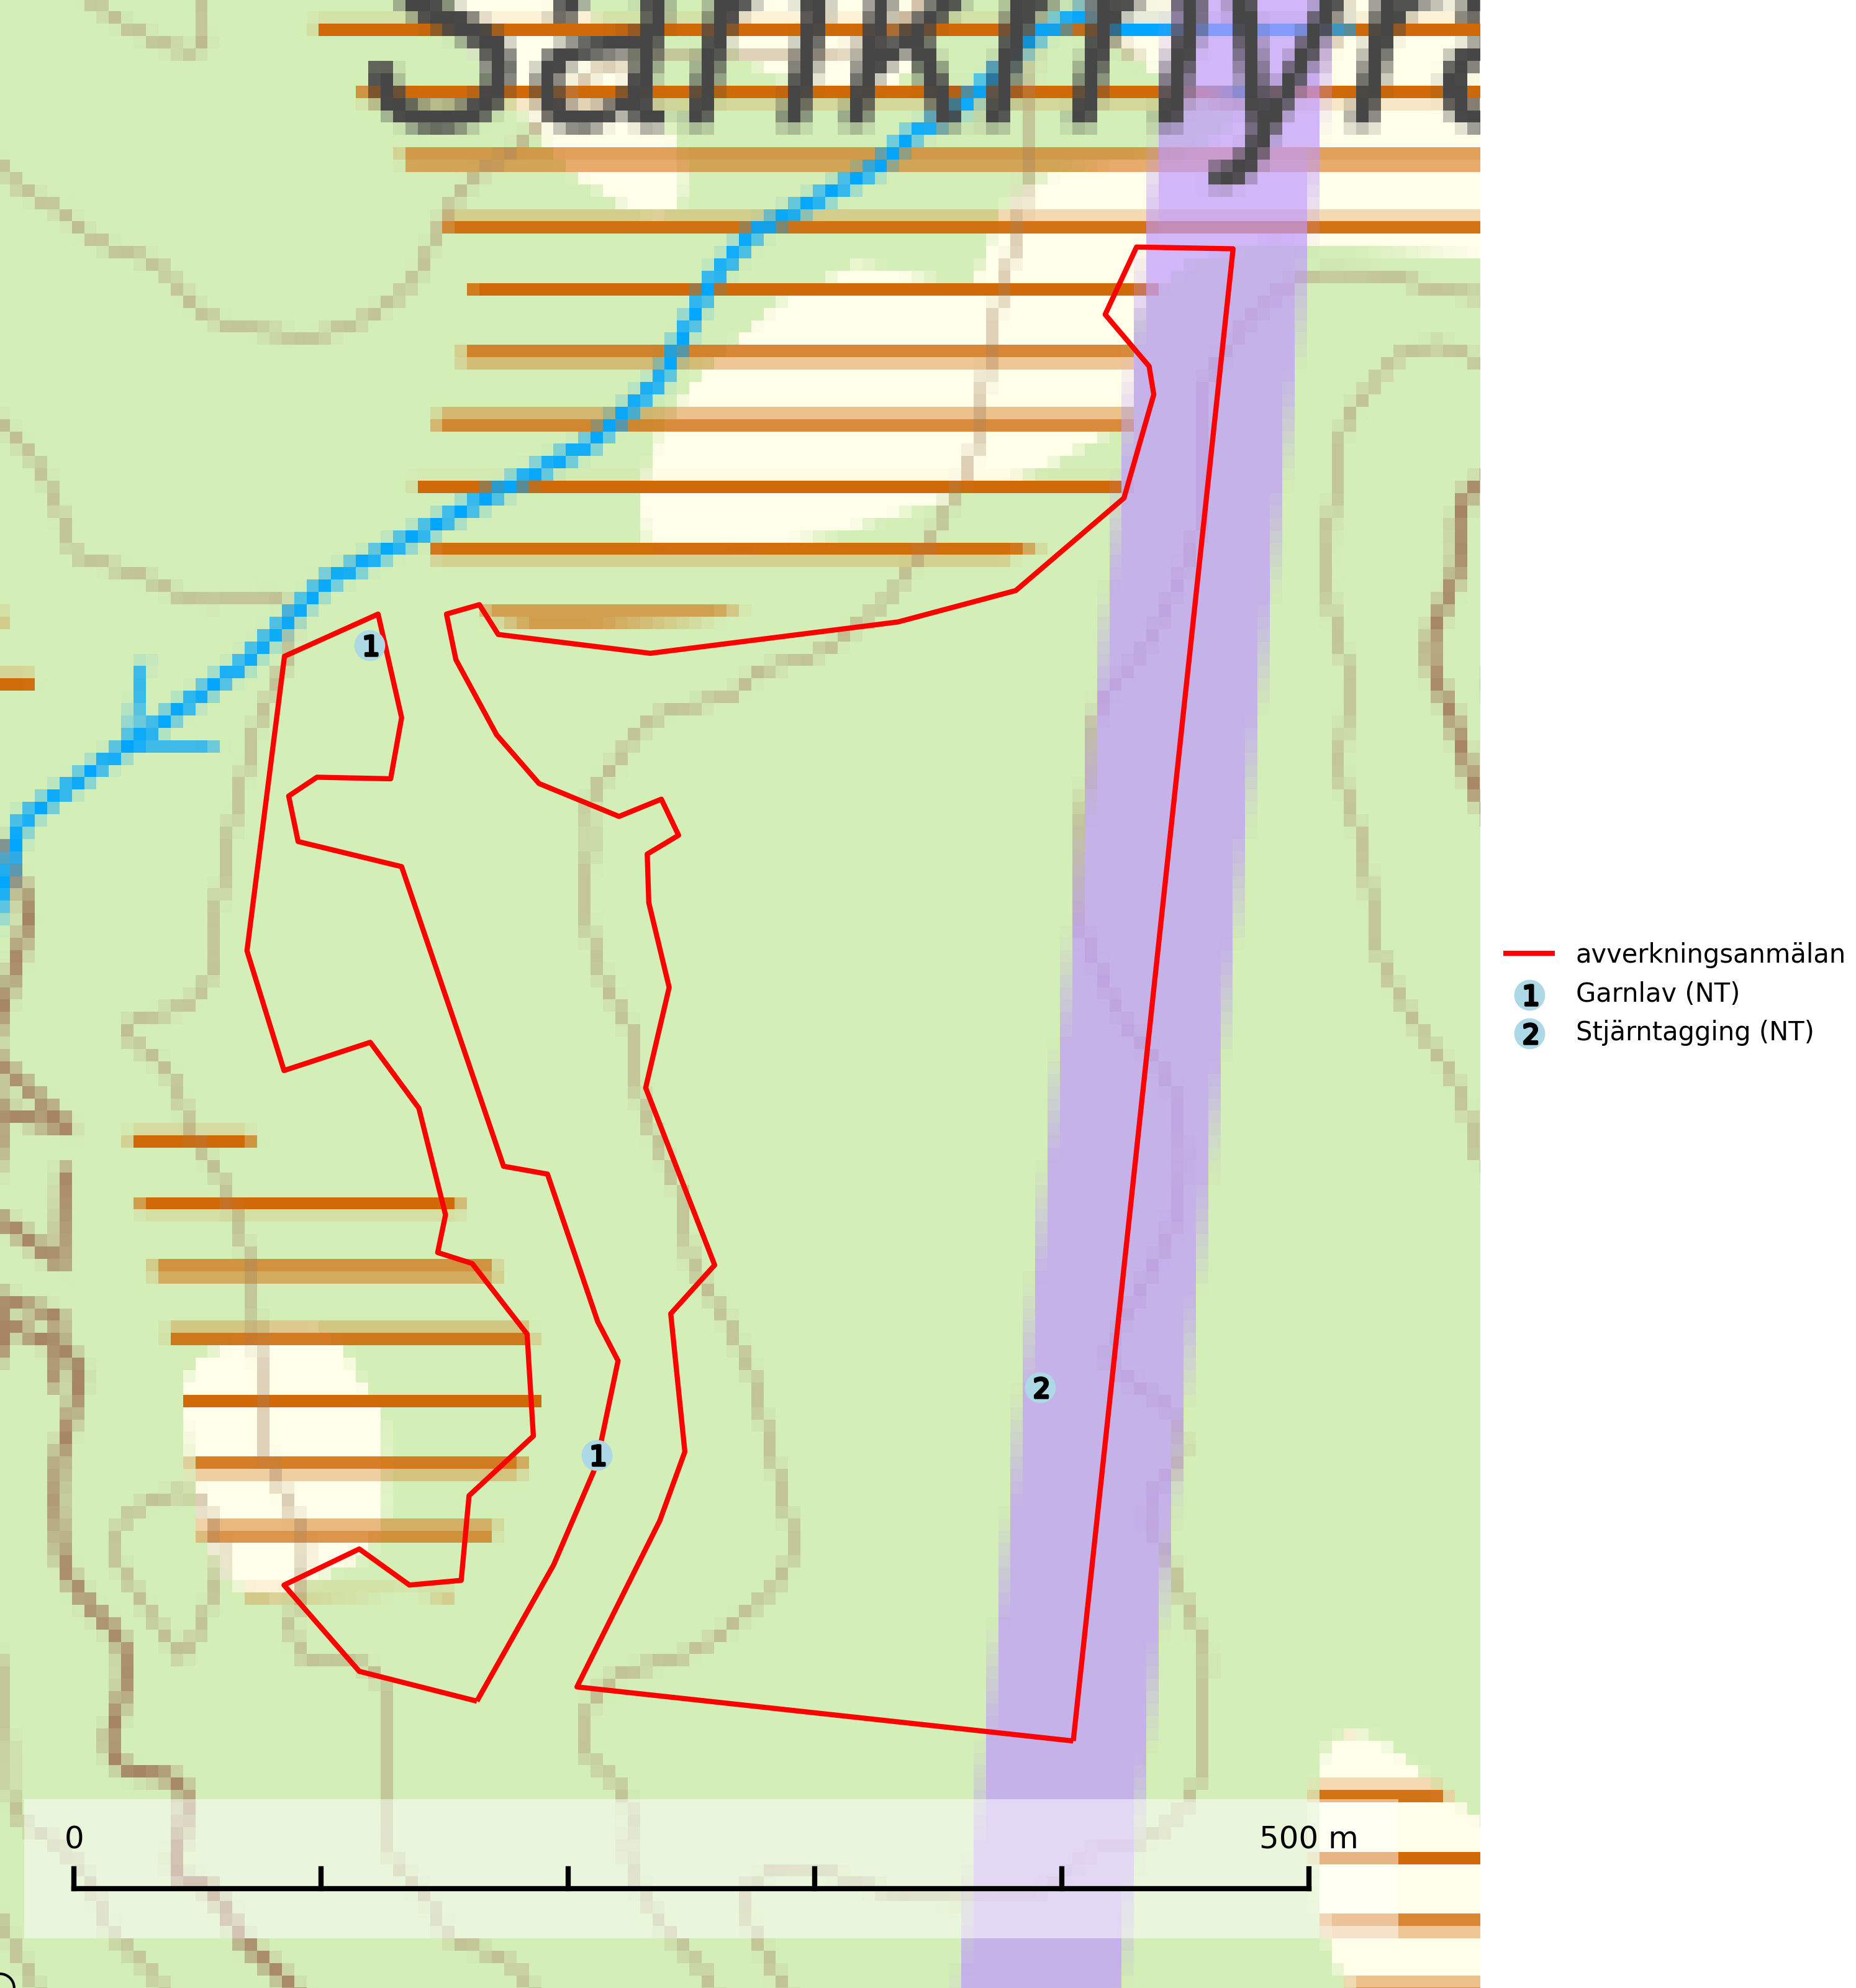 1
avverkningsanmälan
1 Garnlav (NT)
2 Stjärntagging (NT)
2
1
0 500 m